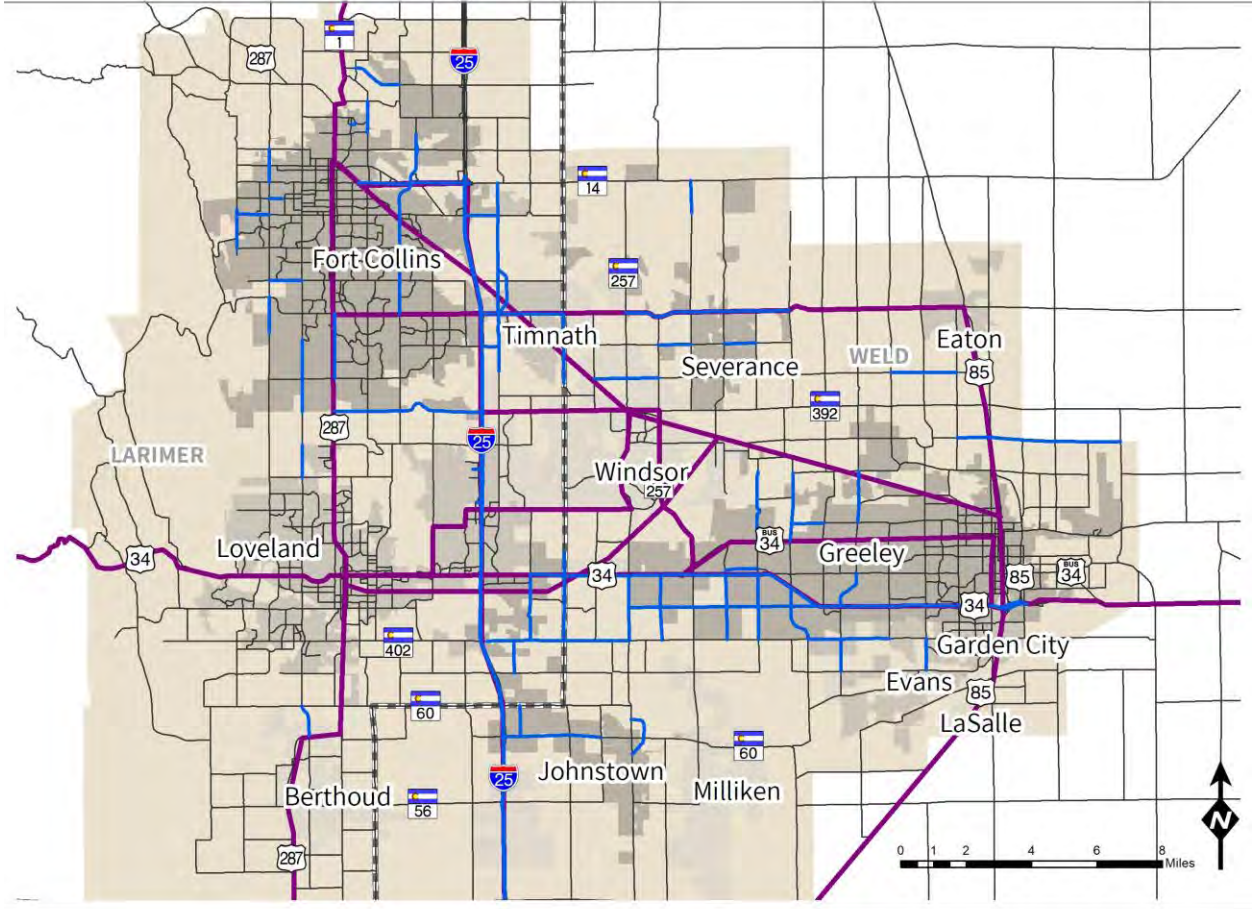 1
287
25
14
257
Fort Collins
Timnath
Eaton
WELD
Severance
85
392
287
25
LARIMER
Windsor
257
BUS
34
Loveland
34
34
Greeley
85
BUS
34
34
402
Garden City
Evans
60
85
LaSalle
60
25
Johnstown
Milliken
Berthoud
56
N
0 1 2 4 6 8
Miles
287